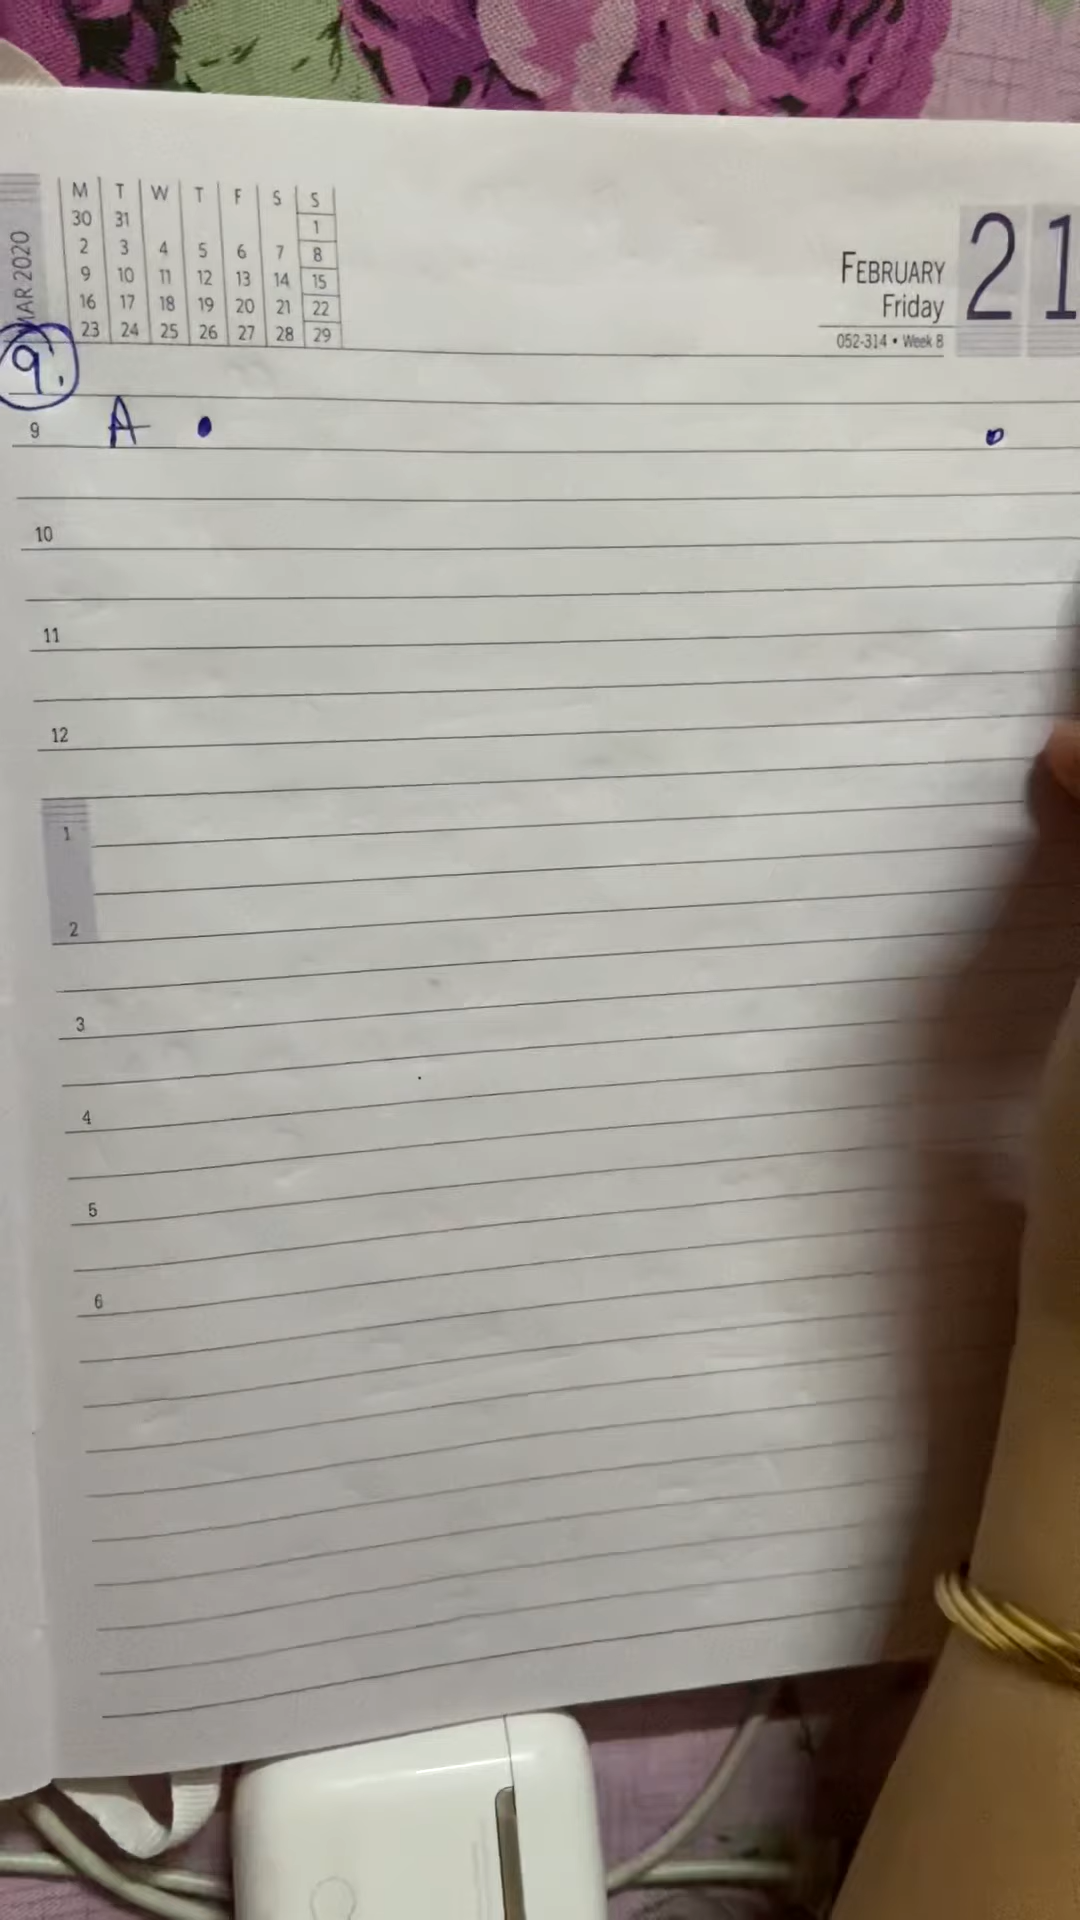 M T W T F S S
30 31 1
2 3 4 5 6 7 8
9 10 11 12 13 14 15
16 17 18 19 20 21 22
23 24 25 26 27 28 29
MAR 2020
FEBRUARY
Friday
21
052-314 • Week 8
9.
9 A
10
11
12
1
2
3
4
5
6